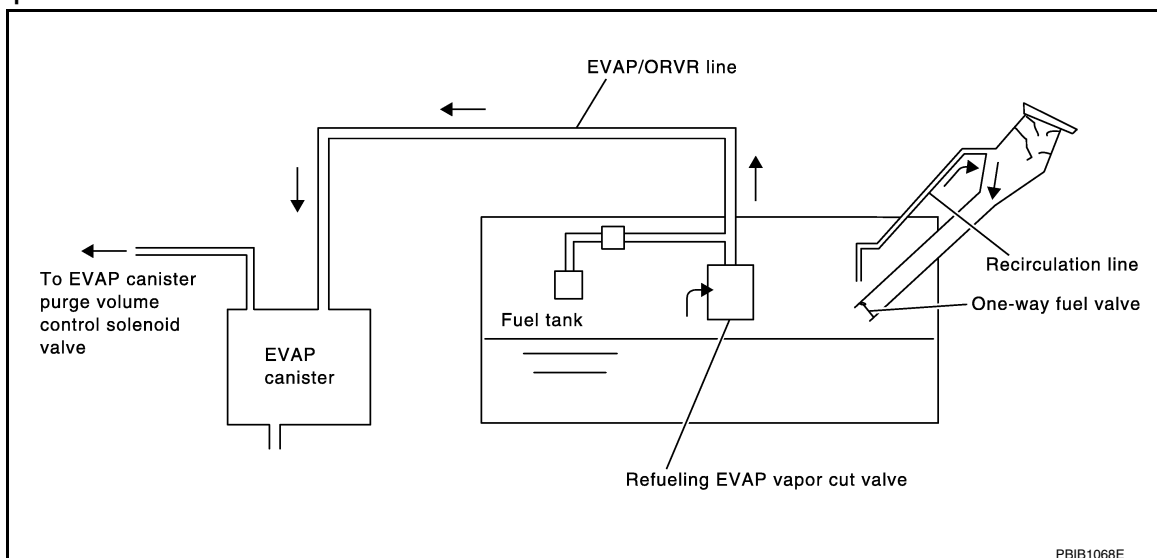 EVAP/ORVR line
To EVAP canister
purge volume
control solenoid
valve
EVAP
canister
Fuel tank
Recirculation line
One-way fuel valve
Refueling EVAP vapor cut valve
PBIB1068E